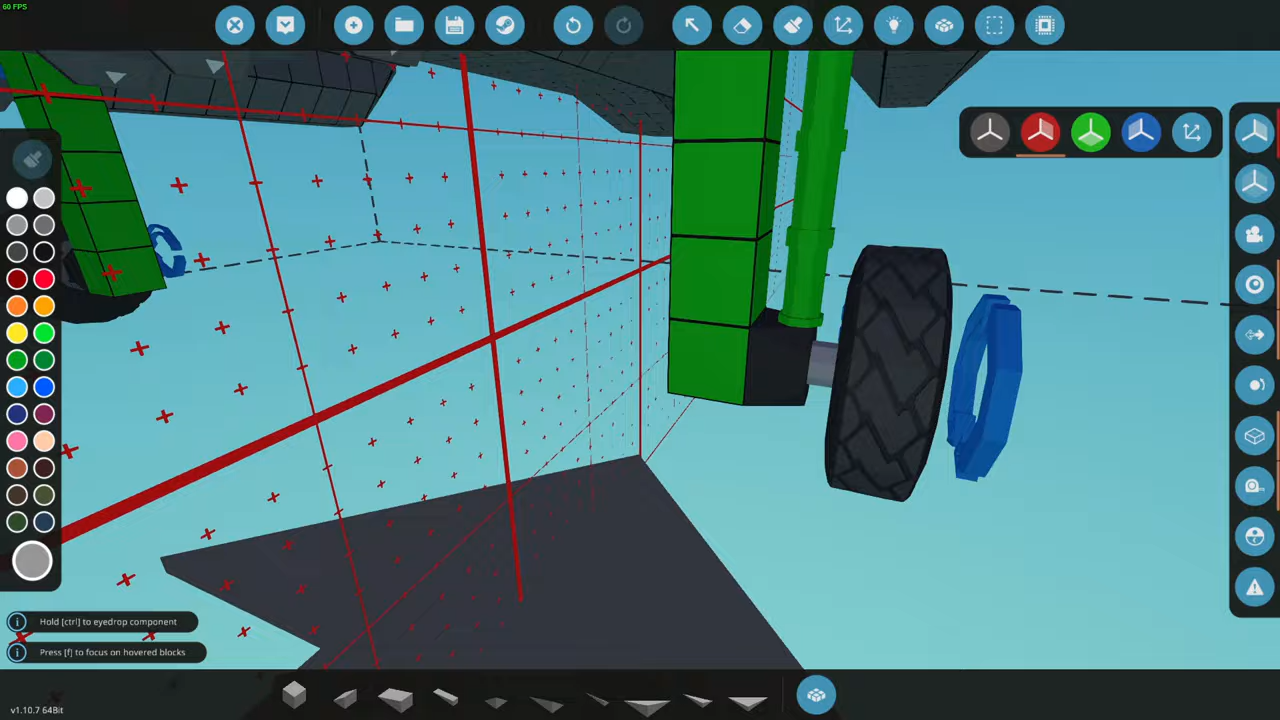 60 FPS
Hold [ctrl] to eyedrop component
Press [f] to focus on hovered blocks
v1.10.7 64Bit